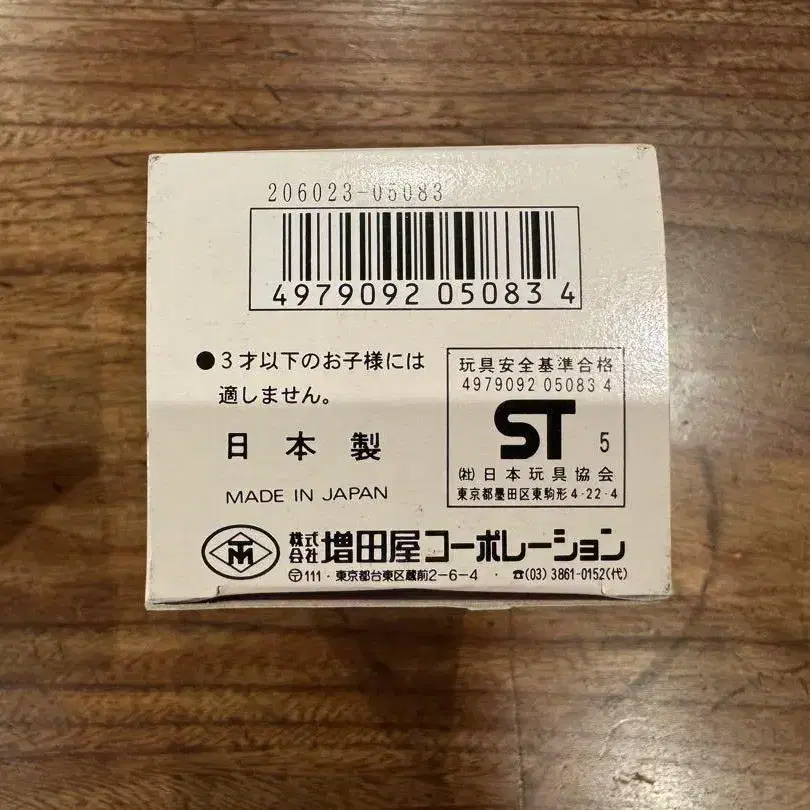 206023-05083
4979092 05083 4
●3才以下のお子様には
適しません。
日本製
MADE IN JAPAN
玩具安全基準合格
4979092 05083 4
ST 5
(社)日本玩具協会
東京都墨田区東駒形4-22-4
TM 株式会社 増田屋コーポレーション
〒111・東京都台東区蔵前2-6-4 ・ ☎(03)3861-0152(代)